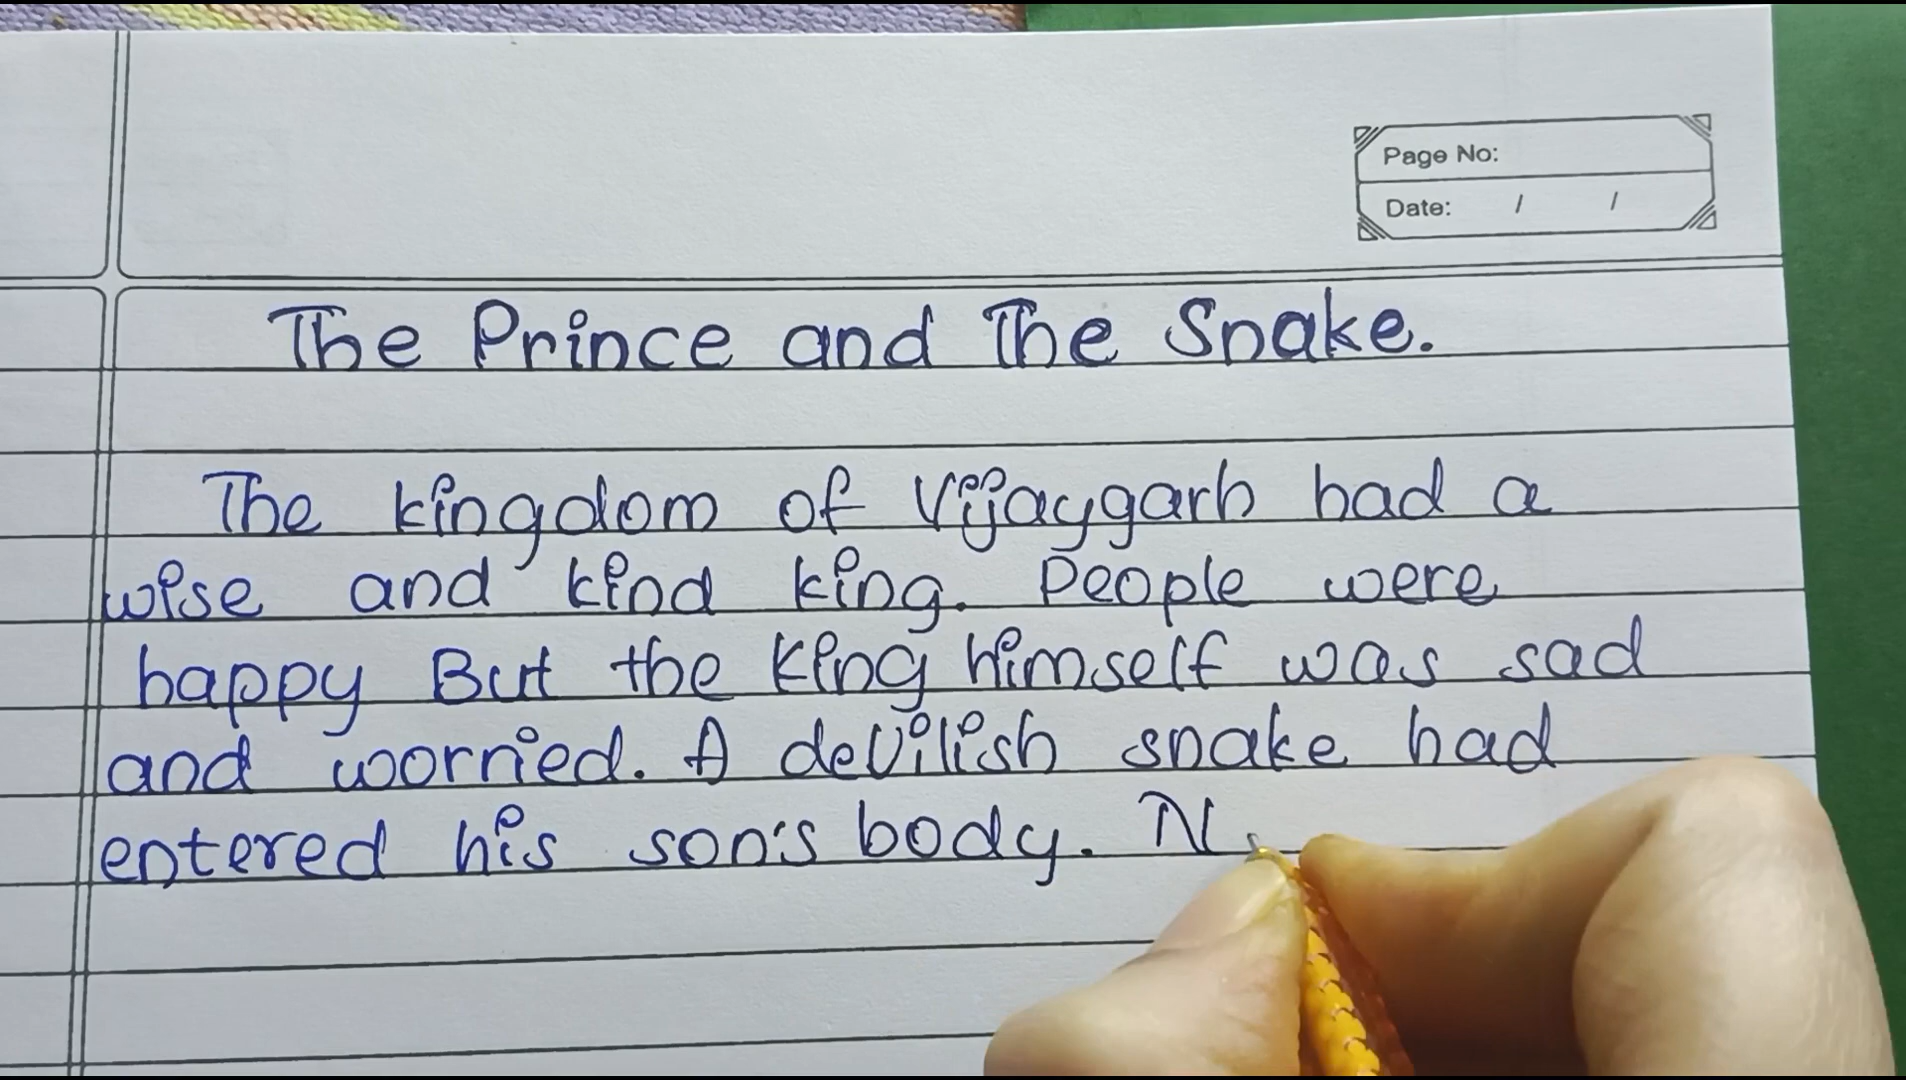 Page No:
Date: / /
The Prince and The Snake.
The kingdom of Vijaygarh had a
wise and kind king. People were
happy But the King himself was sad
and worried. A devilish snake had
entered his son's body. N